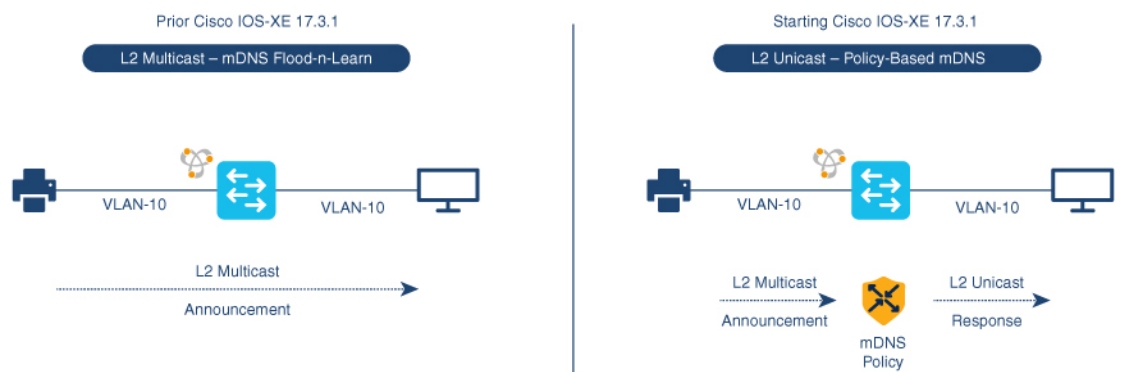 Prior Cisco IOS-XE 17.3.1
L2 Multicast – mDNS Flood-n-Learn
VLAN-10
VLAN-10
L2 Multicast
Announcement
Starting Cisco IOS-XE 17.3.1
L2 Unicast – Policy-Based mDNS
VLAN-10
VLAN-10
L2 Multicast
Announcement
mDNS
Policy
L2 Unicast
Response